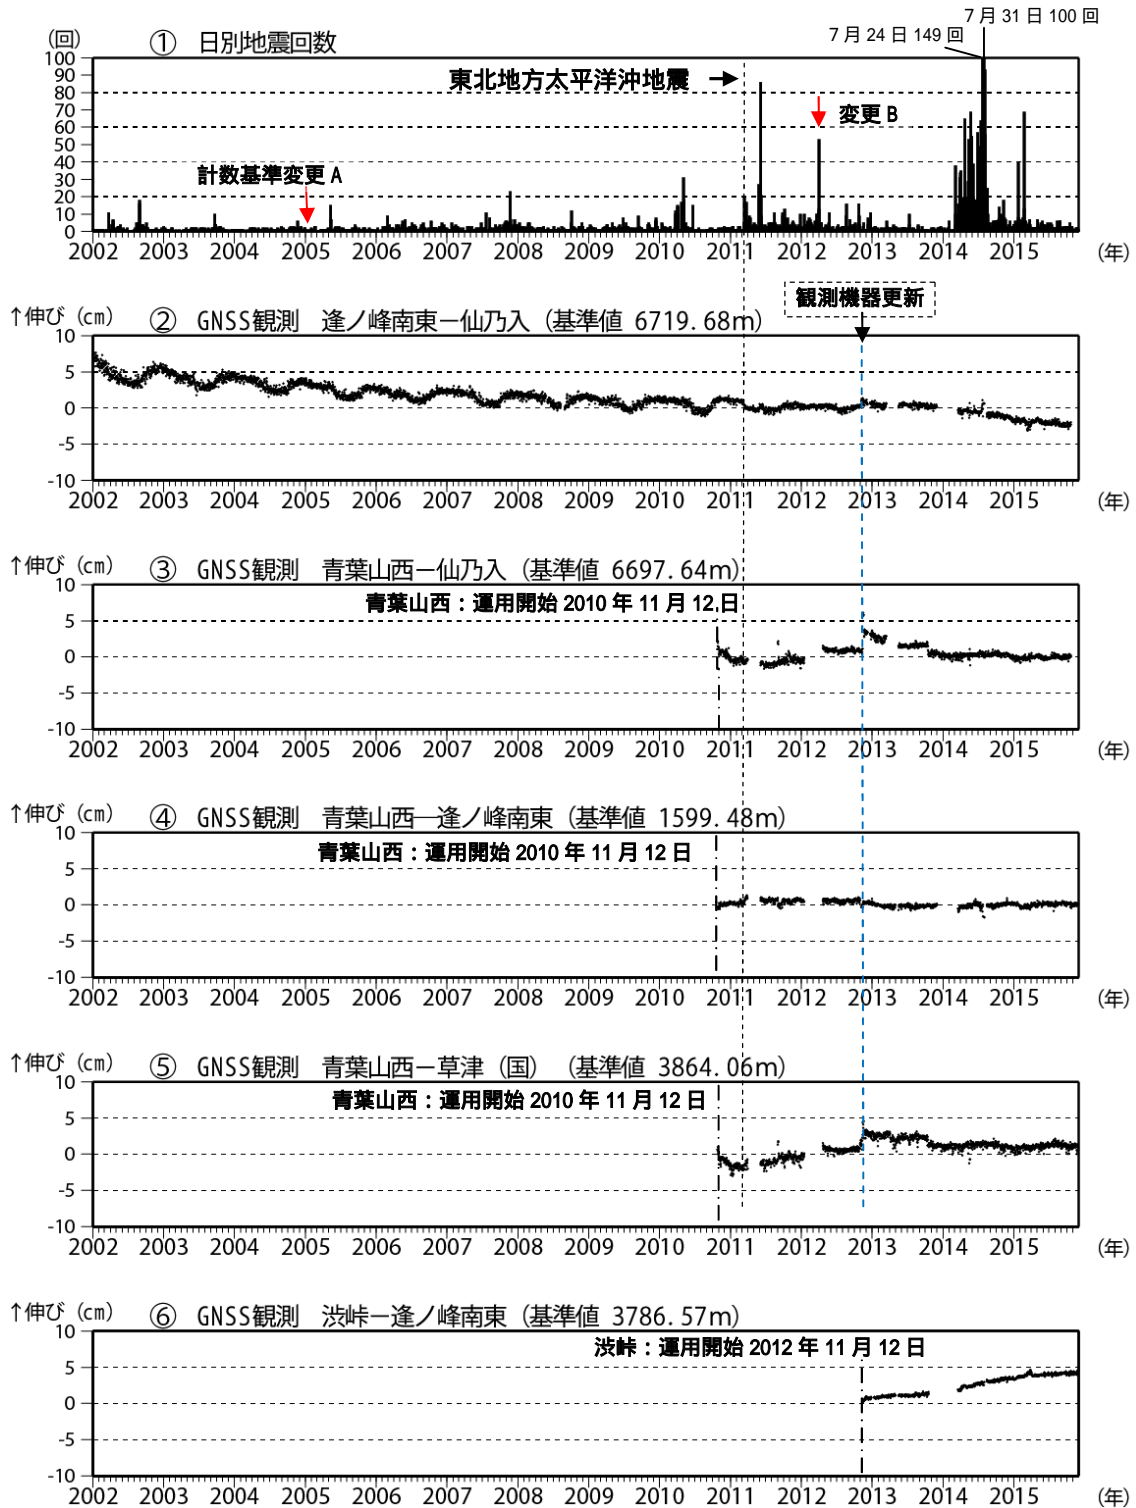 7月31日100回
7月24日149回
(回) ① 日別地震回数
100
90
80
70
60
50
40
30
20
10
0
東北地方太平洋沖地震
変更B
計数基準変更A
2002 2003 2004 2005 2006 2007 2008 2009 2010 2011 2012 2013 2014 2015 (年)
観測機器更新
↑伸び(cm) ② GNSS観測 逢ノ峰南東－仙乃入(基準値 6719.68m)
10
5
0
-5
-10
2002 2003 2004 2005 2006 2007 2008 2009 2010 2011 2012 2013 2014 2015 (年)
↑伸び(cm) ③ GNSS観測 青葉山西－仙乃入(基準値 6697.64m)
青葉山西：運用開始2010年11月12日
10
5
0
-5
-10
2002 2003 2004 2005 2006 2007 2008 2009 2010 2011 2012 2013 2014 2015 (年)
↑伸び(cm) ④ GNSS観測 青葉山西―逢ノ峰南東(基準値 1599.48m)
青葉山西：運用開始2010年11月12日
10
5
0
-5
-10
2002 2003 2004 2005 2006 2007 2008 2009 2010 2011 2012 2013 2014 2015 (年)
↑伸び(cm) ⑤ GNSS観測 青葉山西－草津(国) (基準値 3864.06m)
青葉山西：運用開始2010年11月12日
10
5
0
-5
-10
2002 2003 2004 2005 2006 2007 2008 2009 2010 2011 2012 2013 2014 2015 (年)
↑伸び(cm) ⑥ GNSS観測 渋峠－逢ノ峰南東(基準値 3786.57m)
渋峠：運用開始2012年11月12日
10
5
0
-5
-10
2002 2003 2004 2005 2006 2007 2008 2009 2010 2011 2012 2013 2014 2015 (年)